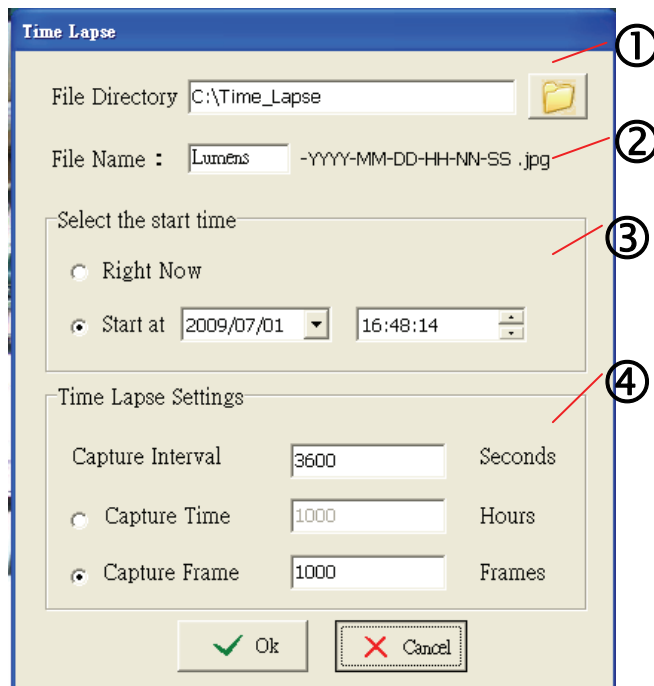 Time Lapse
①
File Directory C:\Time_Lapse
②
File Name : Lumens -YYYY-MM-DD-HH-NN-SS .jpg
Select the start time
③
Right Now
Start at 2009/07/01 16:48:14
④
Time Lapse Settings
Capture Interval 3600 Seconds
Capture Time 1000 Hours
Capture Frame 1000 Frames
Ok Cancel